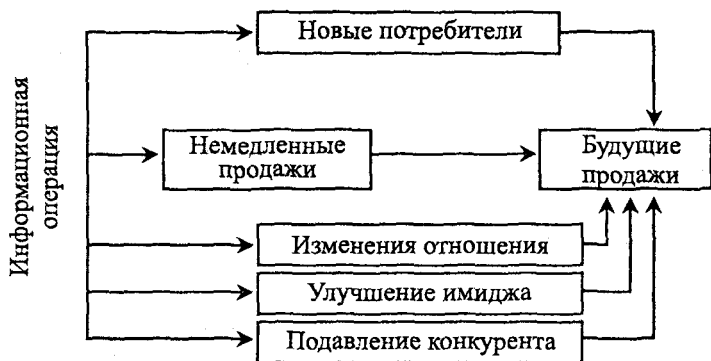 Информационная
операция
Новые потребители
Немедленные
продажи
Будущие
продажи
Изменения отношения
Улучшение имиджа
Подавление конкурента